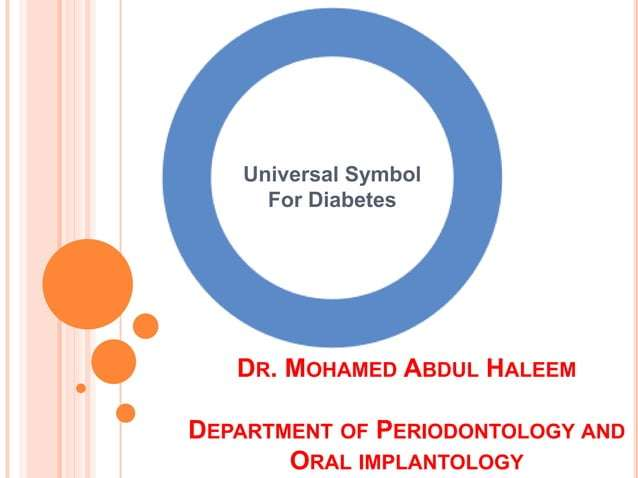 Universal Symbol
For Diabetes
DR. MOHAMED ABDUL HALEEM
DEPARTMENT OF PERIODONTOLOGY AND
ORAL IMPLANTOLOGY